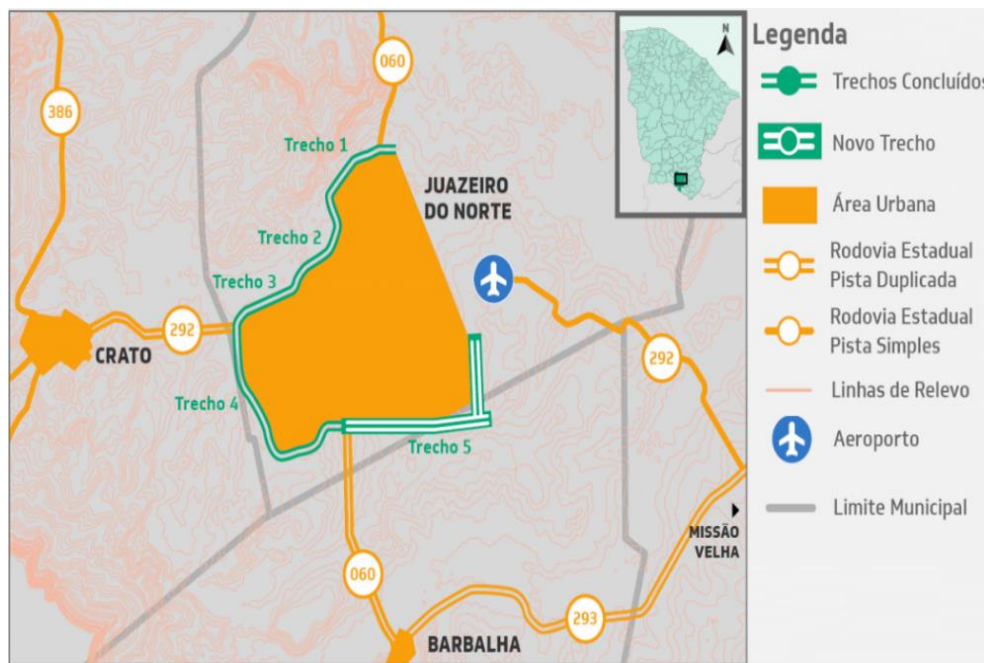 060
386
Trecho 1
JUAZEIRO
DO NORTE
Trecho 2
Trecho 3
292
CRATO
Trecho 4
Trecho 5
292
MISSÃO
VELHA
060
293
BARBALHA
N
Legenda
Trechos Concluídos
Novo Trecho
Área Urbana
Rodovia Estadual
Pista Duplicada
Rodovia Estadual
Pista Simples
Linhas de Relevo
Aeroporto
Limite Municipal